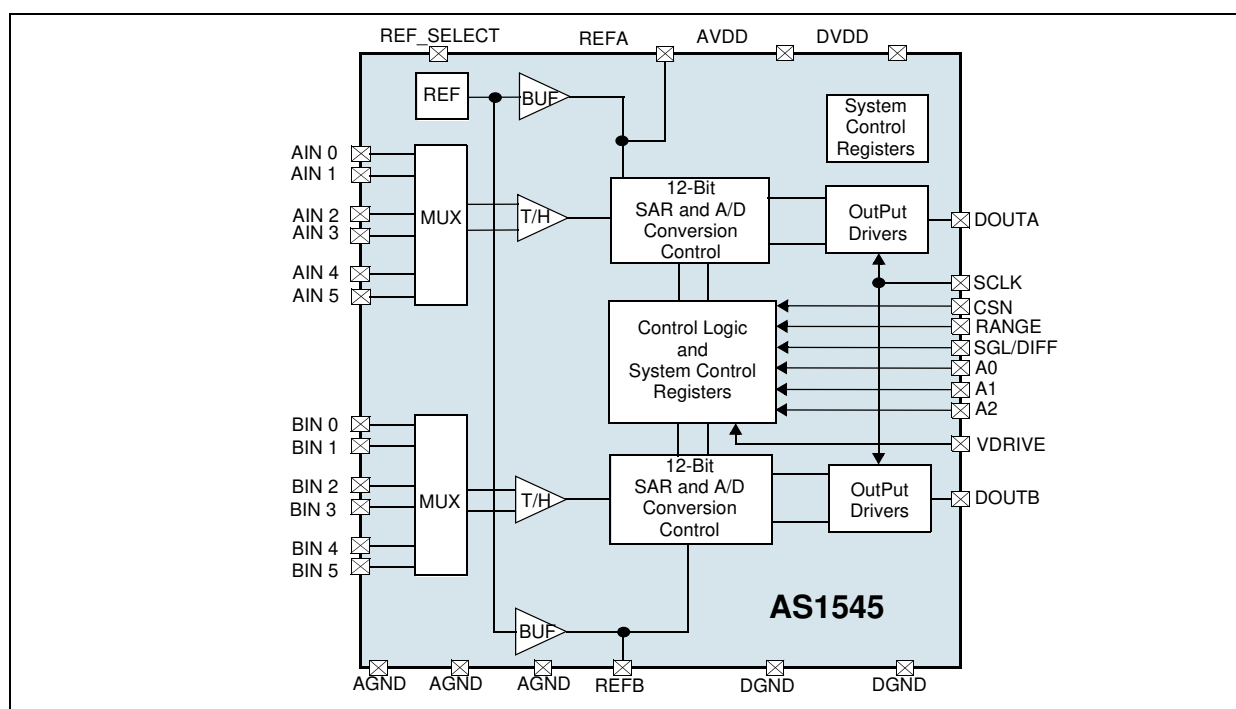 REF_SELECT
REFA
AVDD
DVDD
REF
BUF
System
Control
Registers
AIN 0
AIN 1
AIN 2
AIN 3
AIN 4
AIN 5
MUX
T/H
12-Bit
SAR and A/D
Conversion
Control
OutPut
Drivers
DOUTA
SCLK
CSN
RANGE
SGL/DIFF
A0
A1
A2
VDRIVE
Control Logic
and
System Control
Registers
BIN 0
BIN 1
BIN 2
BIN 3
BIN 4
BIN 5
MUX
T/H
12-Bit
SAR and A/D
Conversion
Control
OutPut
Drivers
DOUTB
BUF
AS1545
AGND
AGND
AGND
REFB
DGND
DGND